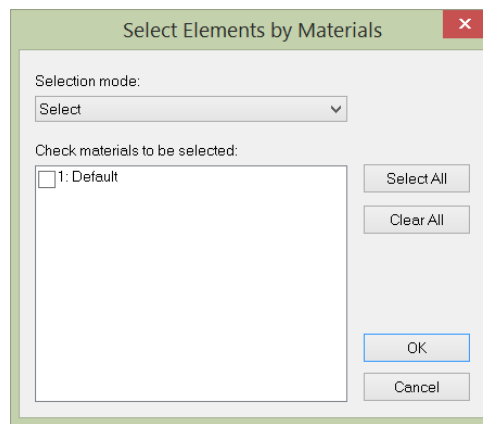 Select Elements by Materials
Selection mode:
Select
Check materials to be selected:
1: Default
Select All
Clear All
OK
Cancel